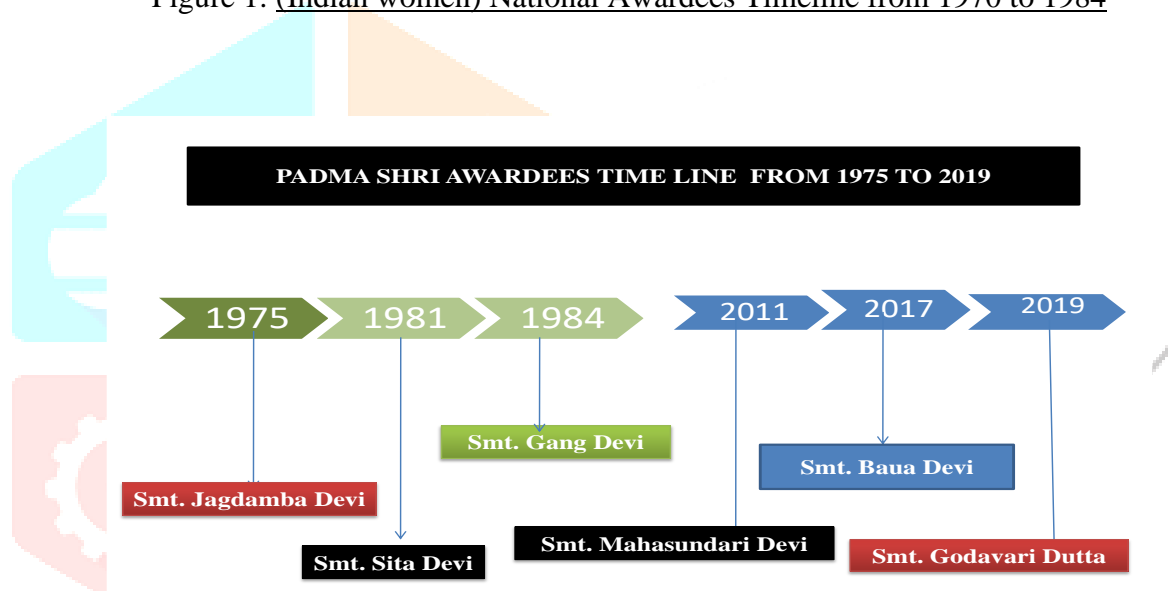 Figure 1: (Indian women) National Awardees Timeline from 1970 to 1984
PADMA SHRI AWARDEES TIME LINE FROM 1975 TO 2019
1975
1981
1984
2011
2017
2019
Smt. Gang Devi
Smt. Baua Devi
Smt. Jagdamba Devi
Smt. Mahasundari Devi
Smt. Sita Devi
Smt. Godavari Dutta